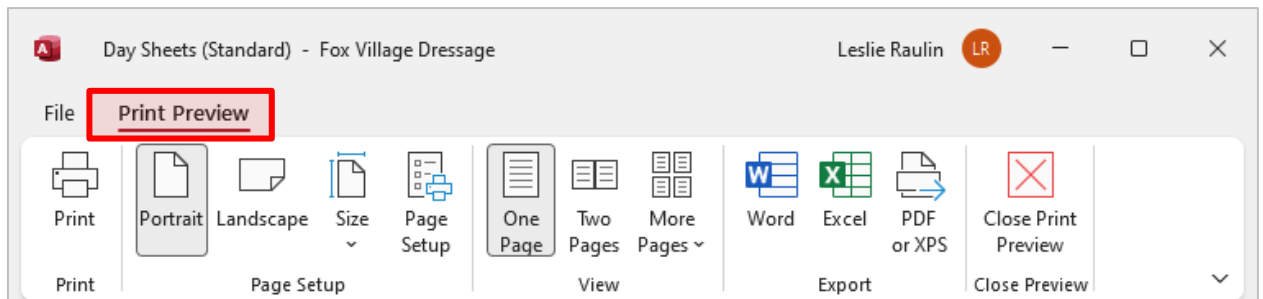 A Day Sheets (Standard) - Fox Village Dressage Leslie Raulin LR
File Print Preview
W X
Print Portrait Landscape Size Page One Two More Word Excel PDF Close Print
Setup Page Pages Pages or XPS Preview
Print Page Setup View Export Close Preview